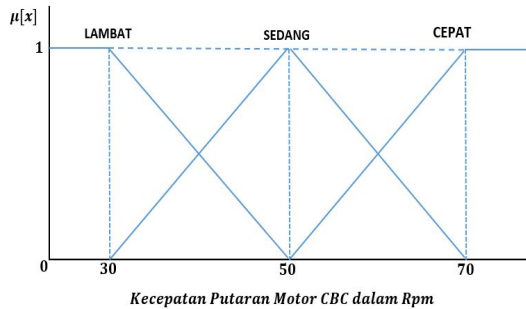 μ[x]
LAMBAT SEDANG CEPAT
1
0 30 50 70
Kecepatan Putaran Motor CBC dalam Rpm